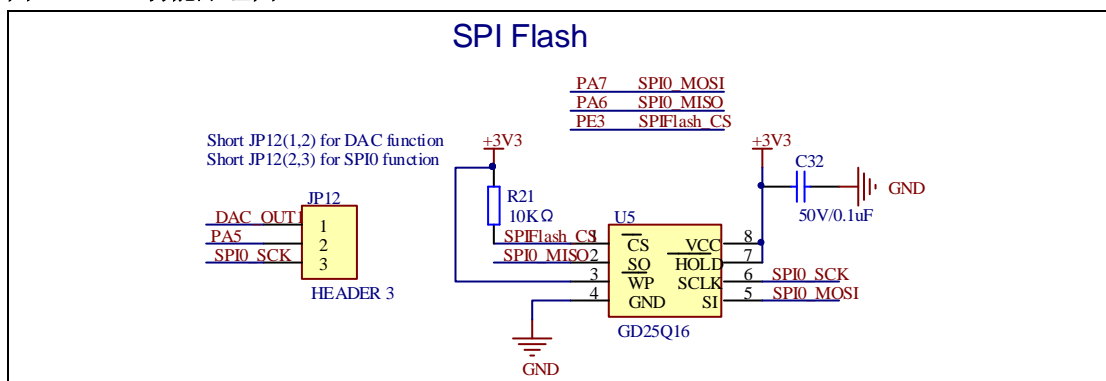 SPI Flash
PA7 SPI0_MOSI
PA6 SPI0_MISO
PE3 SPIFlash_CS
Short JP12(1,2) for DAC function
Short JP12(2,3) for SPI0 function
+3V3
+3V3
C32
GND
50V/0.1uF
R21
10KΩ
JP12
DAC_OUT1 1
PA5 2
SPI0_SCK 3
HEADER 3
U5
SPIFlash_CS 1 CS VCC 8
SPI0_MISO 2 SO HOLD 7
3 WP SCLK 6 SPI0_SCK
4 GND SI 5 SPI0_MOSI
GD25Q16
GND